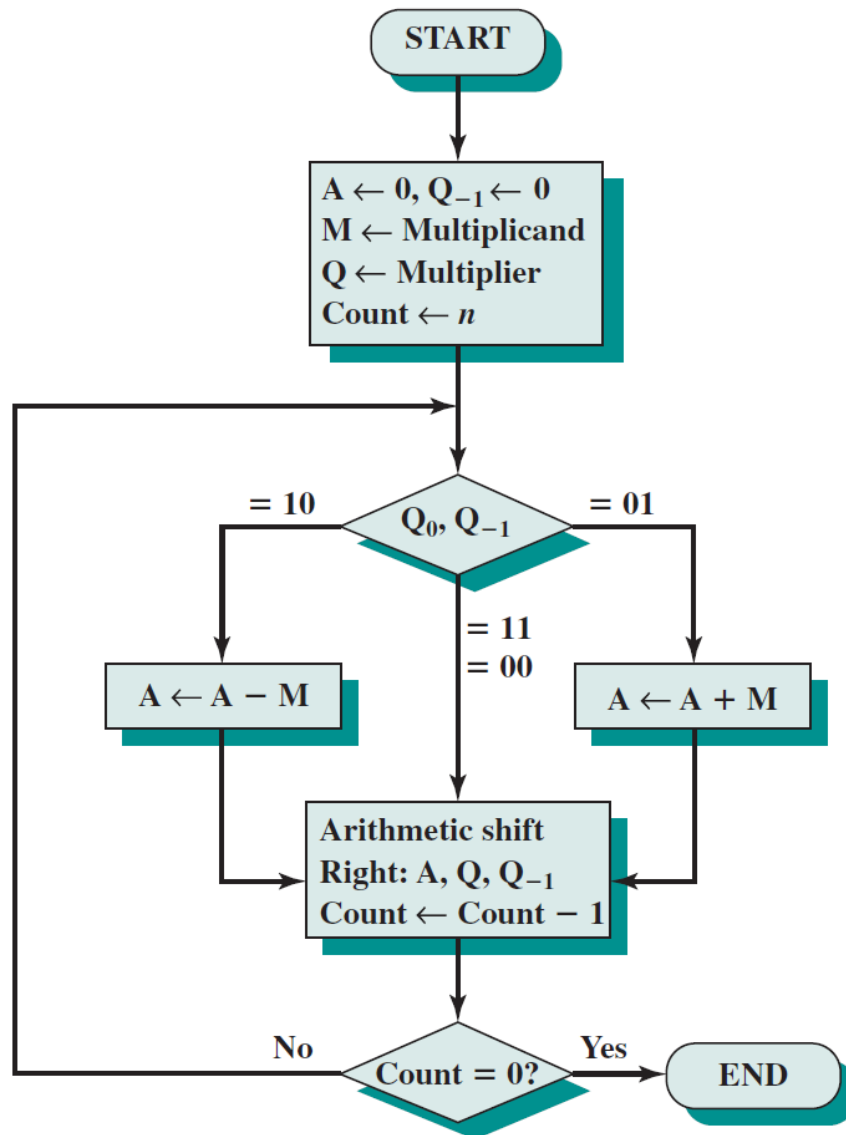 START
A ← 0, Q₋₁ ← 0
M ← Multiplicand
Q ← Multiplier
Count ← n
= 10
Q₀, Q₋₁
= 01
= 11
= 00
A ← A − M
A ← A + M
Arithmetic shift
Right: A, Q, Q₋₁
Count ← Count − 1
No
Count = 0?
Yes
END